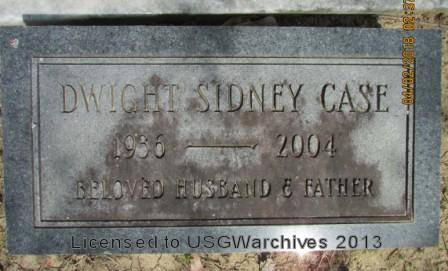 DWIGHT SIDNEY CASE
1936 — 2004
BELOVED HUSBAND & FATHER
Licensed to USGWarchives 2013